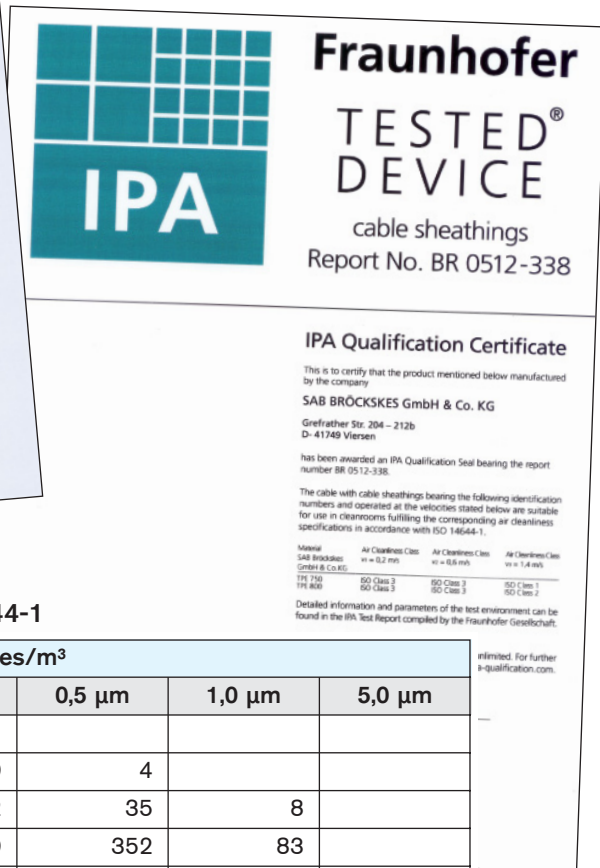 IPA
Fraunhofer
TESTED®
DEVICE
cable sheathings
Report No. BR 0512-338
IPA Qualification Certificate
This is to certify that the product mentioned below manufactured
by the company
SAB BRÖCKSKES GmbH & Co. KG
Grefrather Str. 204 – 212b
D- 41749 Viersen
has been awarded an IPA Qualification Seal bearing the report
number BR 0512-338.
The cable with cable sheathings bearing the following identification
numbers and operated at the velocities stated below are suitable
for use in cleanrooms fulfilling the corresponding air cleanliness
specifications in accordance with ISO 14644-1.
Material Air Cleanliness Class Air Cleanliness Class Air Cleanliness Class
SAB Bröckskes v1 = 0,2 m/s v2 = 0,6 m/s v3 = 1,4 m/s
GmbH & Co.KG
TPE 750 ISO Class 3 ISO Class 3 ISO Class 1
TPE 800 ISO Class 3 ISO Class 3 ISO Class 2
Detailed information and parameters of the test environment can be
found in the IPA Test Report compiled by the Fraunhofer Gesellschaft.
nlimited. For further
a-qualification.com.
44-1
es/m³
0,5 µm 1,0 µm 5,0 µm
4
35 8
352 83